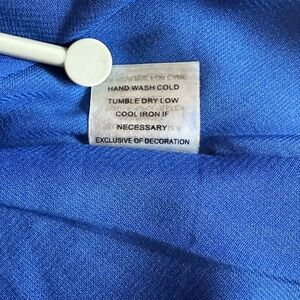 HAND WASH COLD
TUMBLE DRY LOW
COOL IRON IF
NECESSARY
EXCLUSIVE OF DECORATION